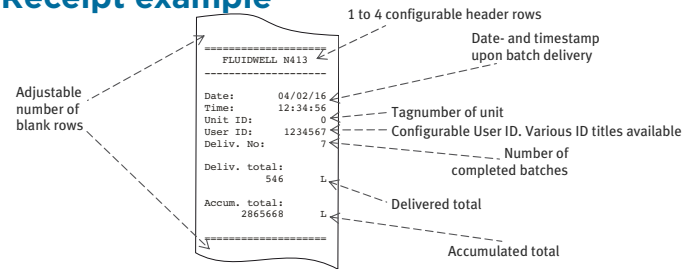 Receipt example
1 to 4 configurable header rows
Date- and timestamp
upon batch delivery
Adjustable
number of
blank rows
======================
FLUIDWELL N413
----------------------
Date: 04/02/16
Time: 12:34:56
Unit ID: 0
User ID: 1234567
Deliv. No: 7
Deliv. total:
546 L
Accum. total:
2865668 L
======================
Tagnumber of unit
Configurable User ID. Various ID titles available
Number of
completed batches
Delivered total
Accumulated total